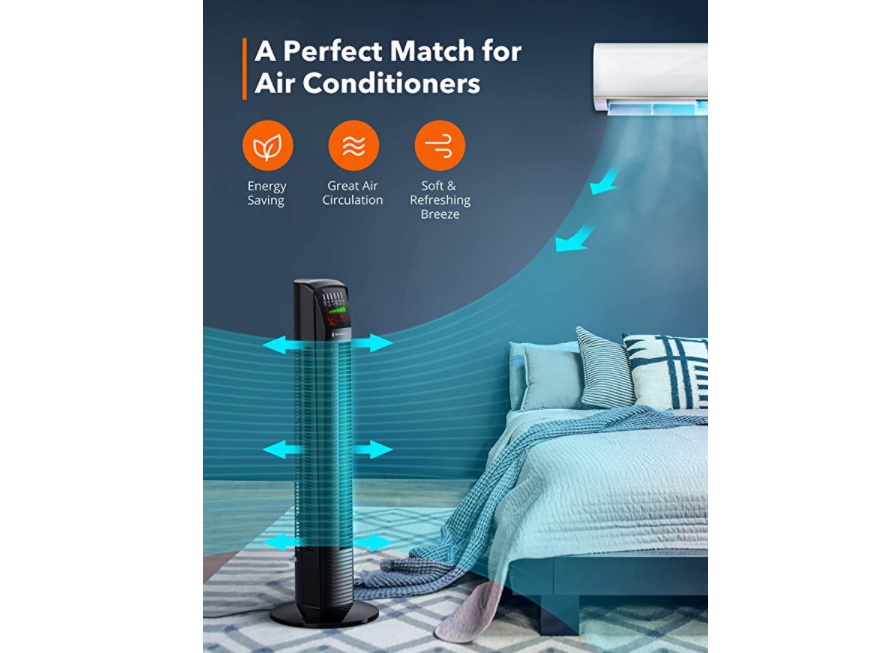 A Perfect Match for
Air Conditioners
Energy
Saving
Great Air
Circulation
Soft &
Refreshing
Breeze